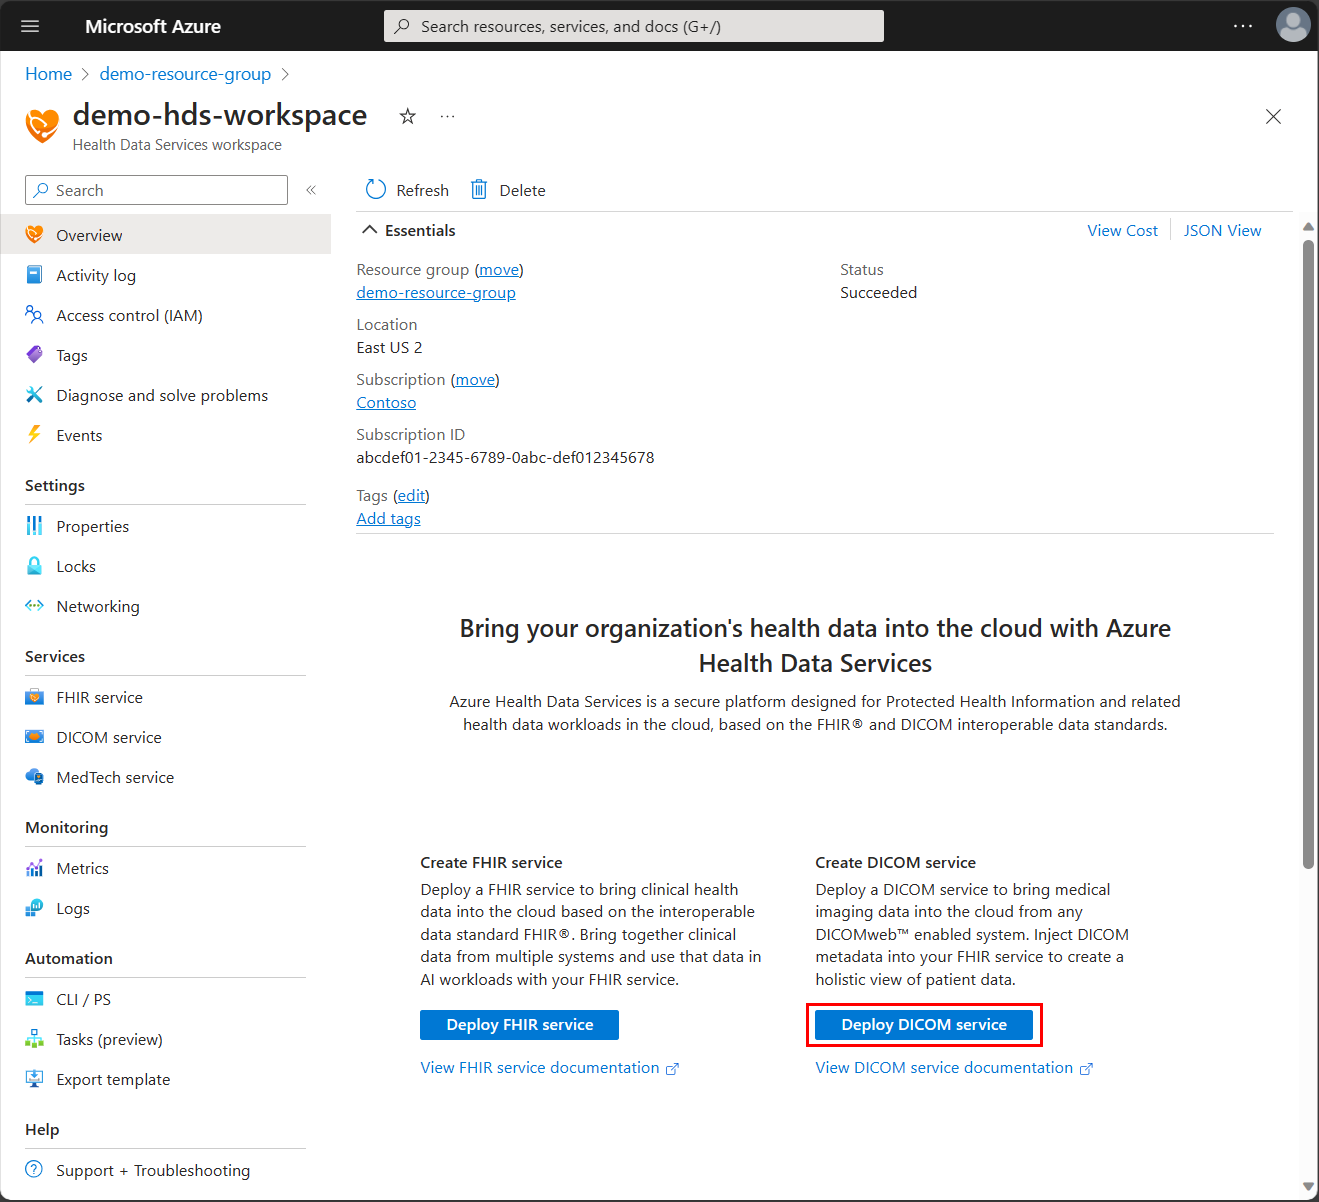 Microsoft Azure
Search resources, services, and docs (G+/)
Home
demo-resource-group
demo-hds-workspace
Health Data Services workspace
Search
Overview
Activity log
Access control (IAM)
Tags
Diagnose and solve problems
Events
Settings
Properties
Locks
Networking
Services
FHIR service
DICOM service
MedTech service
Monitoring
Metrics
Logs
Automation
CLI / PS
Tasks (preview)
Export template
Help
Support + Troubleshooting
Refresh
Delete
Essentials
View Cost
JSON View
Resource group (move)
demo-resource-group
Location
East US 2
Subscription (move)
Contoso
Subscription ID
abcdef01-2345-6789-0abc-def012345678
Tags (edit)
Add tags
Status
Succeeded
Bring your organization's health data into the cloud with Azure
Health Data Services
Azure Health Data Services is a secure platform designed for Protected Health Information and related
health data workloads in the cloud, based on the FHIR® and DICOM interoperable data standards.
Create FHIR service
Deploy a FHIR service to bring clinical health
data into the cloud based on the interoperable
data standard FHIR®. Bring together clinical
data from multiple systems and use that data in
AI workloads with your FHIR service.
Deploy FHIR service
View FHIR service documentation
Create DICOM service
Deploy a DICOM service to bring medical
imaging data into the cloud from any
DICOMweb™ enabled system. Inject DICOM
metadata into your FHIR service to create a
holistic view of patient data.
Deploy DICOM service
View DICOM service documentation